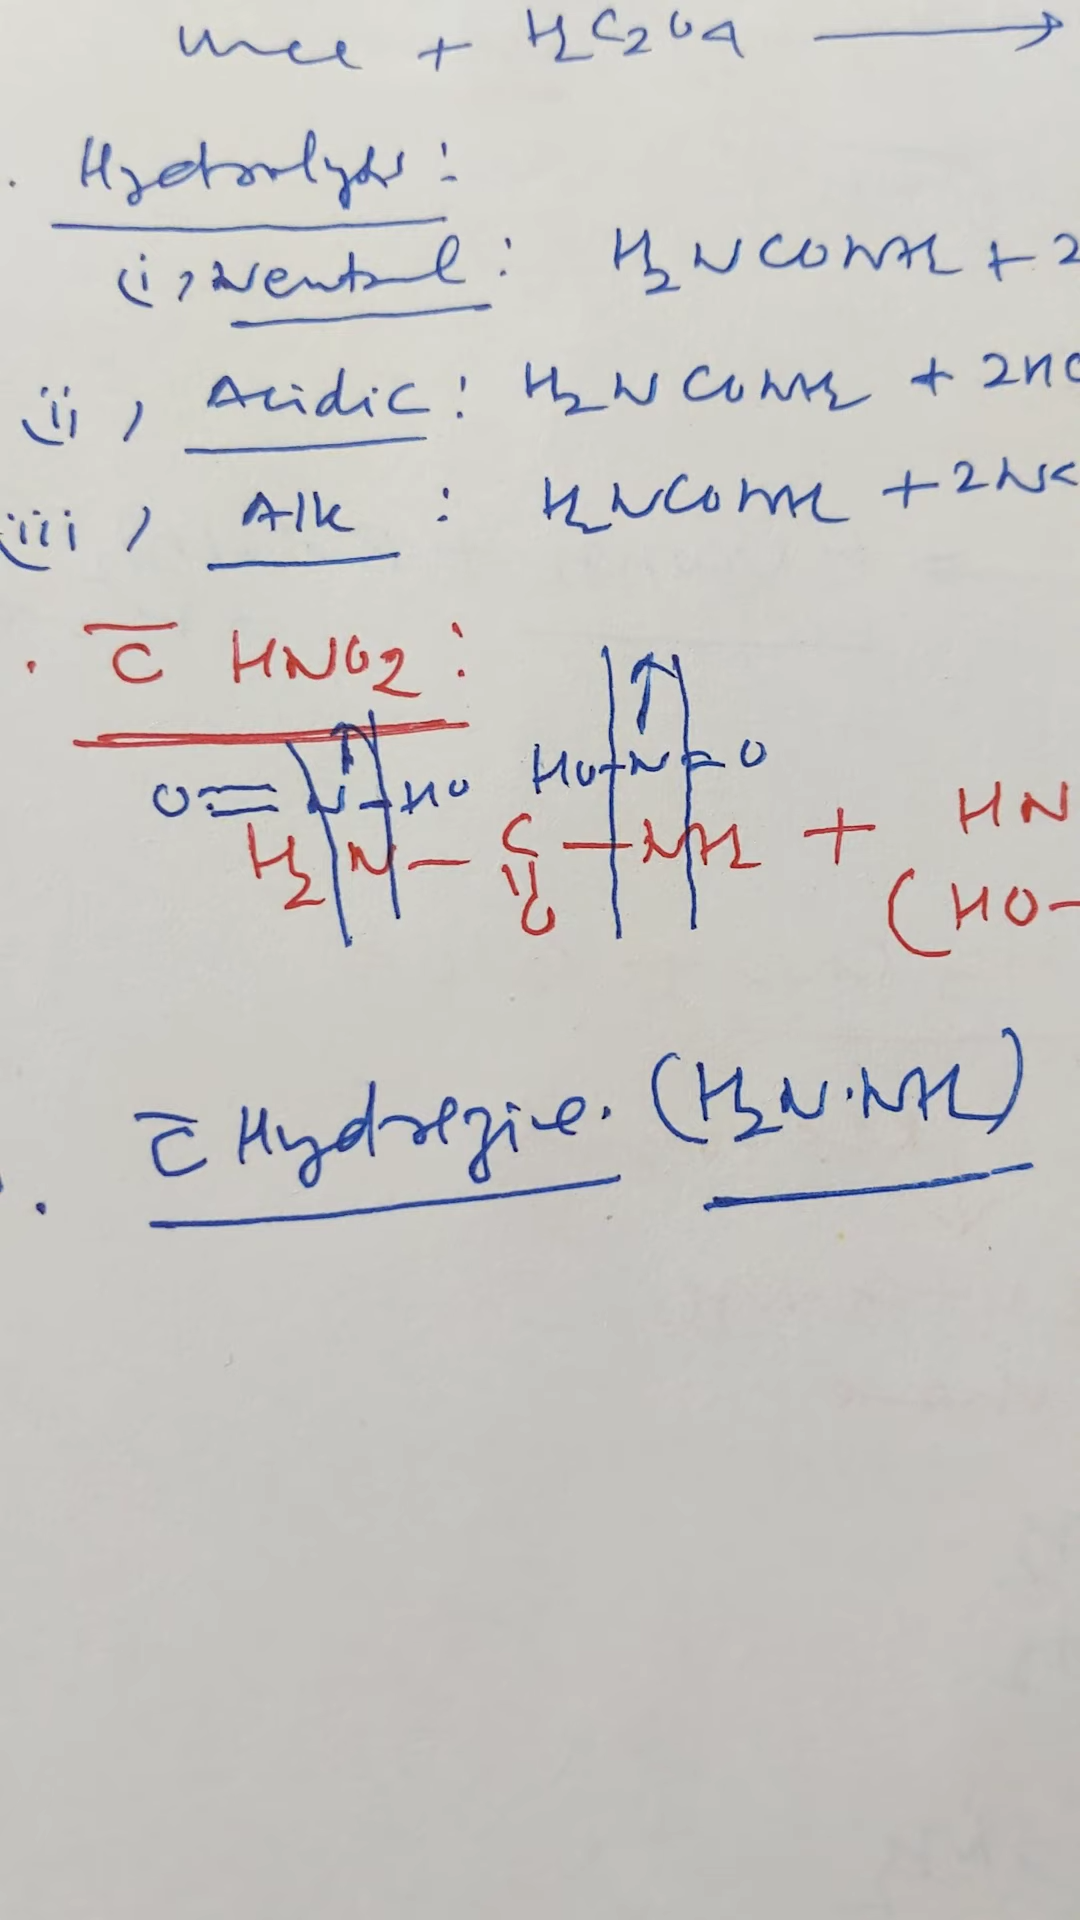 Urea + H2C2O4 ⟶
. Hydrolysis :
(i), Neutral : H2NCONH2 + 2
(ii), Acidic : H2NCONH2 + 2HC
(iii), Alk : H2NCONH2 + 2Na
. c̄ HNO2 :
O=N-HO HO-N=O
H2N-C-NH2 + HN
O (HO-
. c̄ Hydrazine. (H2N.NH2)